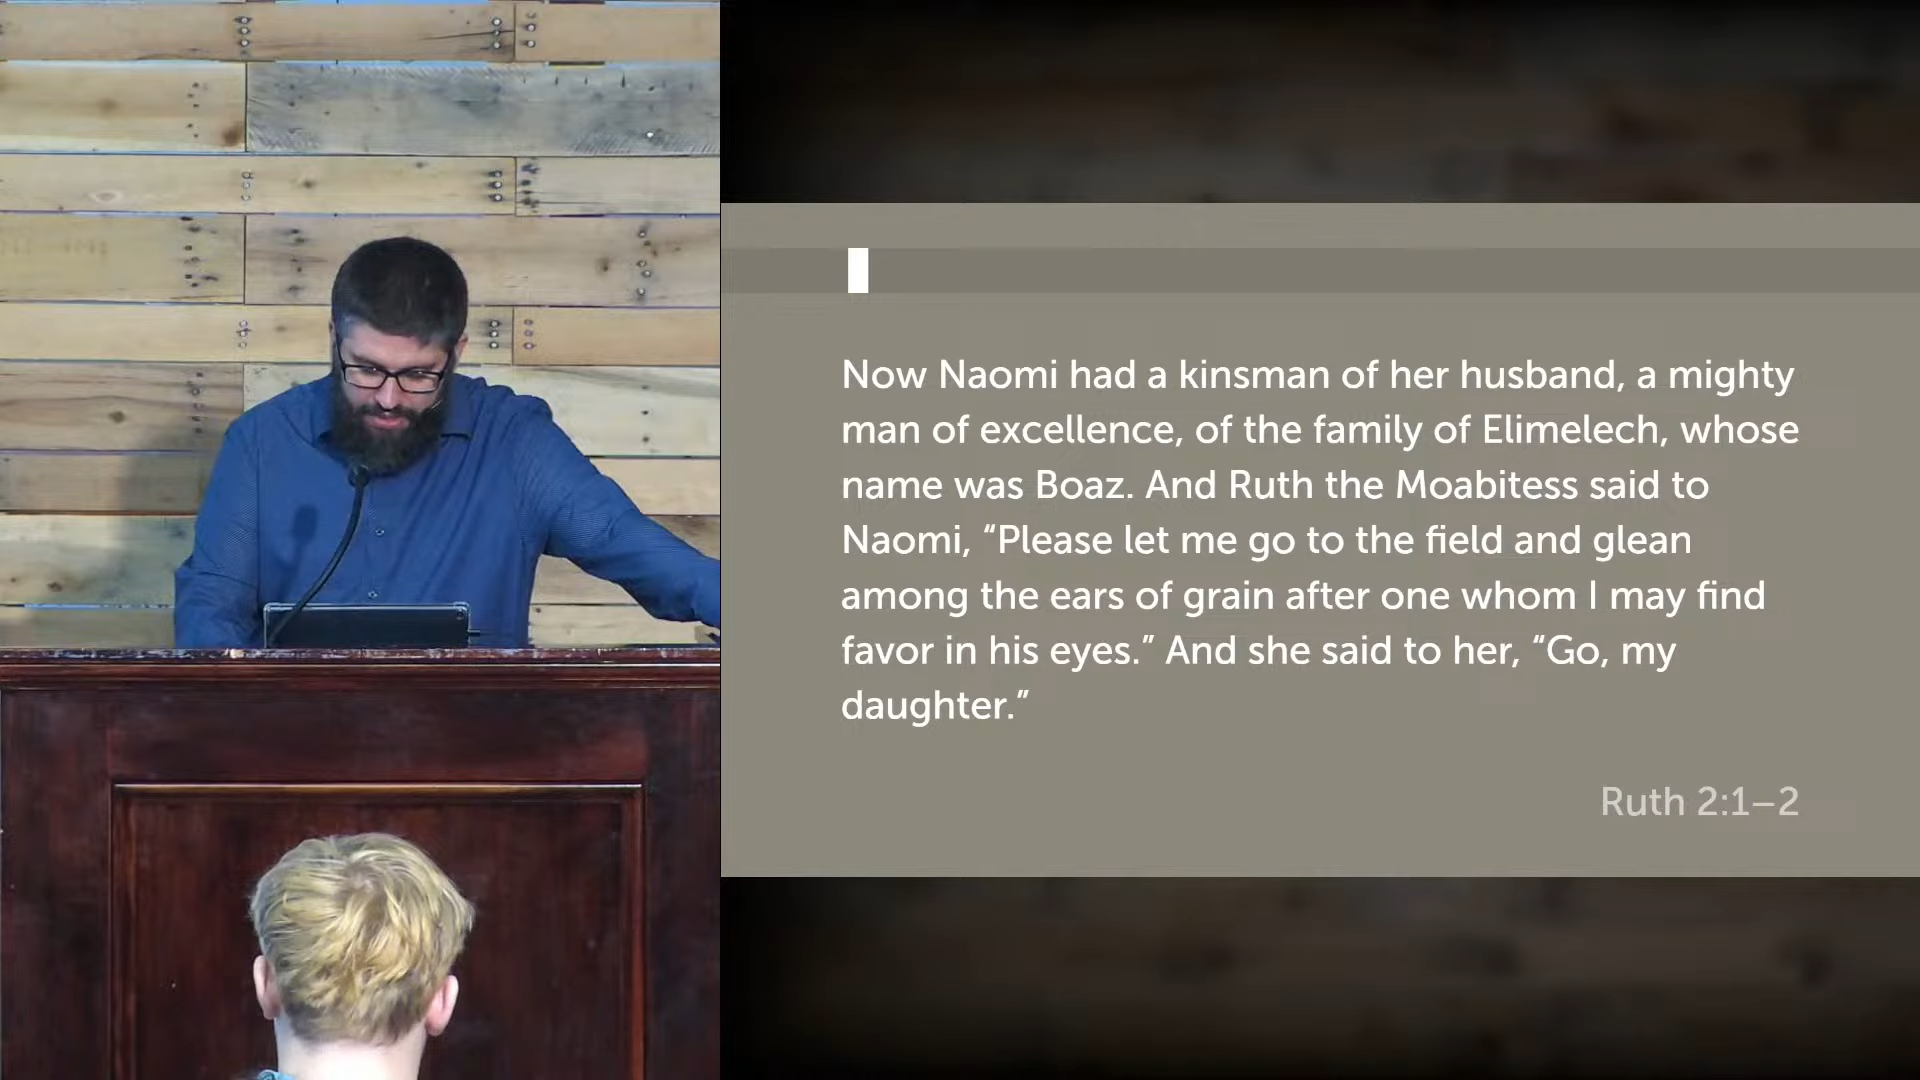 Now Naomi had a kinsman of her husband, a mighty
man of excellence, of the family of Elimelech, whose
name was Boaz. And Ruth the Moabitess said to
Naomi, “Please let me go to the field and glean
among the ears of grain after one whom I may find
favor in his eyes.” And she said to her, “Go, my
daughter.”
Ruth 2:1–2